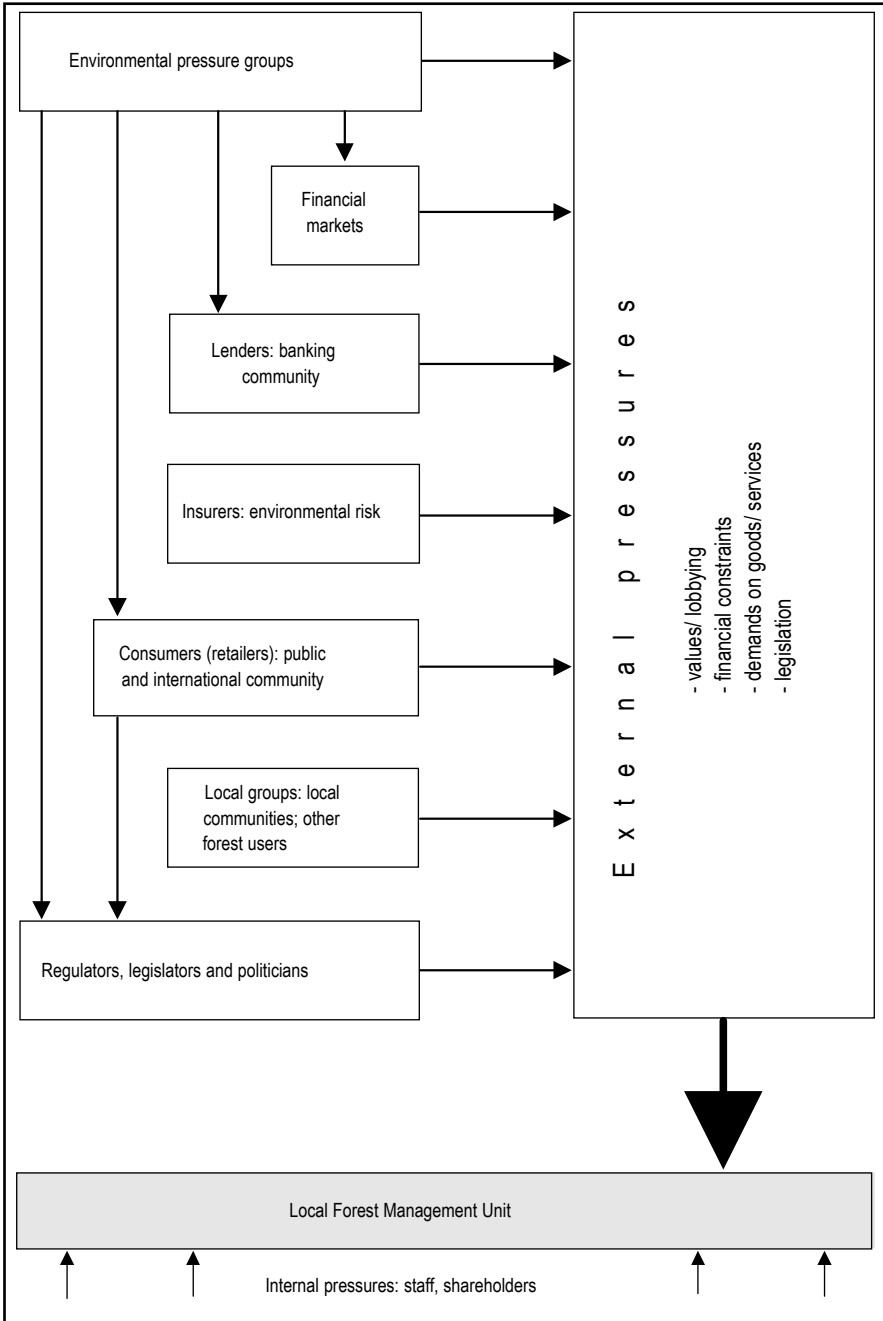 Environmental pressure groups
Financial
markets
Lenders: banking
community
Insurers: environmental risk
Consumers (retailers): public
and international community
Local groups: local
communities; other
forest users
Regulators, legislators and politicians
External pressures
- values/ lobbying
- financial constraints
- demands on goods/ services
- legislation
Local Forest Management Unit
Internal pressures: staff, shareholders